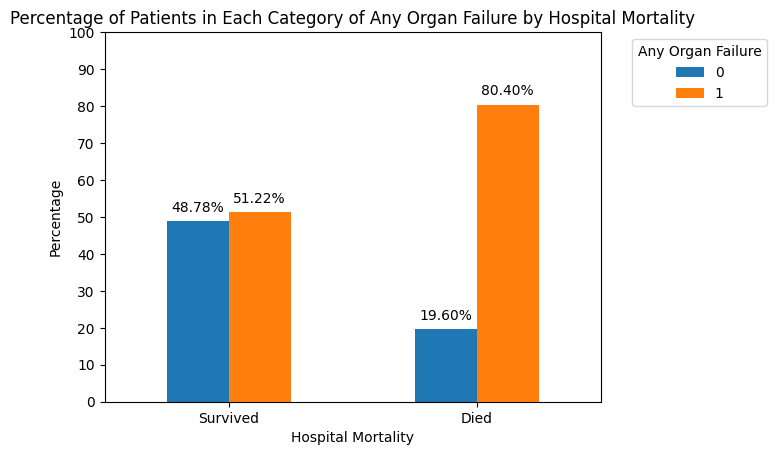 Percentage of Patients in Each Category of Any Organ Failure by Hospital Mortality
Any Organ Failure
0
1
Percentage
100
90
80
70
60
50
40
30
20
10
0
48.78%
51.22%
19.60%
80.40%
Survived
Died
Hospital Mortality